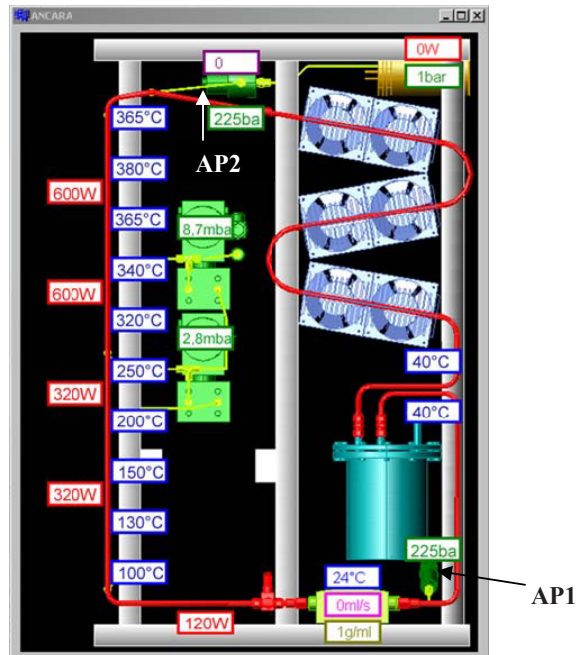 ANCARA
0W
0
1bar
365°C
225ba
AP2
380°C
600W
365°C
8,7mba
340°C
600W
320°C
2,8mba
250°C
40°C
320W
200°C
40°C
150°C
320W
130°C
225ba
100°C
24°C
AP1
0ml/s
120W
1g/ml